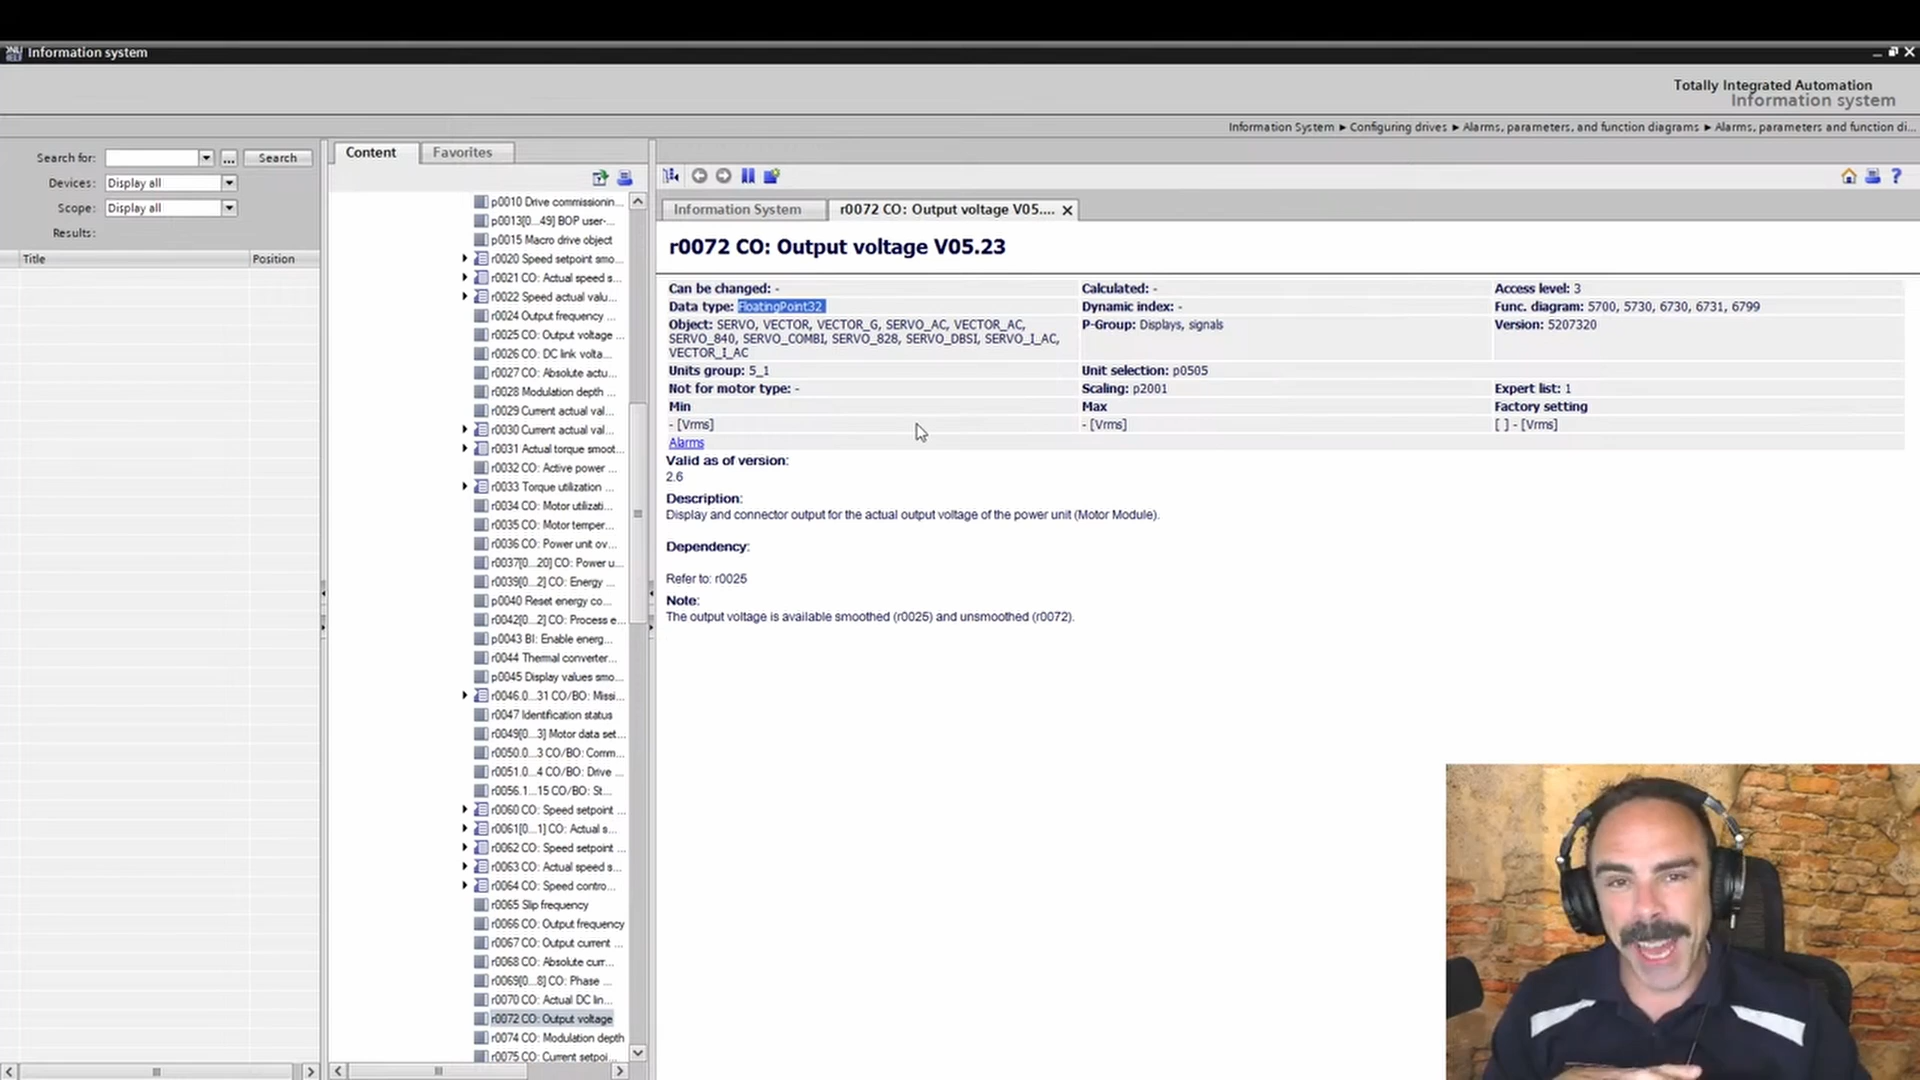 Information system
Totally Integrated Automation
Information system
Information System ▸ Configuring drives ▸ Alarms, parameters, and function diagrams ▸ Alarms, parameters and function di...
Search for:
... Search
Devices: Display all
Scope: Display all
Results:
Title Position
Content Favorites
p0010 Drive commissionin...
p0013[0...49] BOP user-...
p0015 Macro drive object
r0020 Speed setpoint smo...
r0021 CO: Actual speed s...
r0022 Speed actual valu...
r0024 Output frequency ...
r0025 CO: Output voltage ...
r0026 CO: DC link volta...
r0027 CO: Absolute actu...
r0028 Modulation depth ...
r0029 Current actual val...
r0030 Current actual val...
r0031 Actual torque smoot...
r0032 CO: Active power ...
r0033 Torque utilization ...
r0034 CO: Motor utilizati...
r0035 CO: Motor temper...
r0036 CO: Power unit ov...
r0037[0...20] CO: Power u...
r0039[0...2] CO: Energy ...
p0040 Reset energy co...
r0042[0...2] CO: Process e...
p0043 BI: Enable energ...
r0044 Thermal converter...
p0045 Display values smo...
r0046.0...31 CO/BO: Missi...
r0047 Identification status
r0049[0...3] Motor data set...
r0050.0...3 CO/BO: Comm...
r0051.0...4 CO/BO: Drive ...
r0056.1...15 CO/BO: St...
r0060 CO: Speed setpoint ...
r0061[0...1] CO: Actual s...
r0062 CO: Speed setpoint ...
r0063 CO: Actual speed s...
r0064 CO: Speed contro...
r0065 Slip frequency
r0066 CO: Output frequency
r0067 CO: Output current ...
r0068 CO: Absolute curr...
r0069[0...8] CO: Phase ...
r0070 CO: Actual DC lin...
r0072 CO: Output voltage
r0074 CO: Modulation depth
r0075 CO: Current setpoi...
Information System r0072 CO: Output voltage V05....
r0072 CO: Output voltage V05.23
Can be changed: - Calculated: - Access level: 3
Data type: FloatingPoint32 Dynamic index: - Func. diagram: 5700, 5730, 6730, 6731, 6799
Object: SERVO, VECTOR, VECTOR_G, SERVO_AC, VECTOR_AC, P-Group: Displays, signals Version: 5207320
SERVO_840, SERVO_COMBI, SERVO_828, SERVO_DBSI, SERVO_I_AC,
VECTOR_I_AC
Units group: 5_1 Unit selection: p0505
Not for motor type: - Scaling: p2001 Expert list: 1
Min Max Factory setting
- [Vrms] - [Vrms] [ ] - [Vrms]
Alarms
Valid as of version:
2.6
Description:
Display and connector output for the actual output voltage of the power unit (Motor Module).
Dependency:
Refer to: r0025
Note:
The output voltage is available smoothed (r0025) and unsmoothed (r0072).